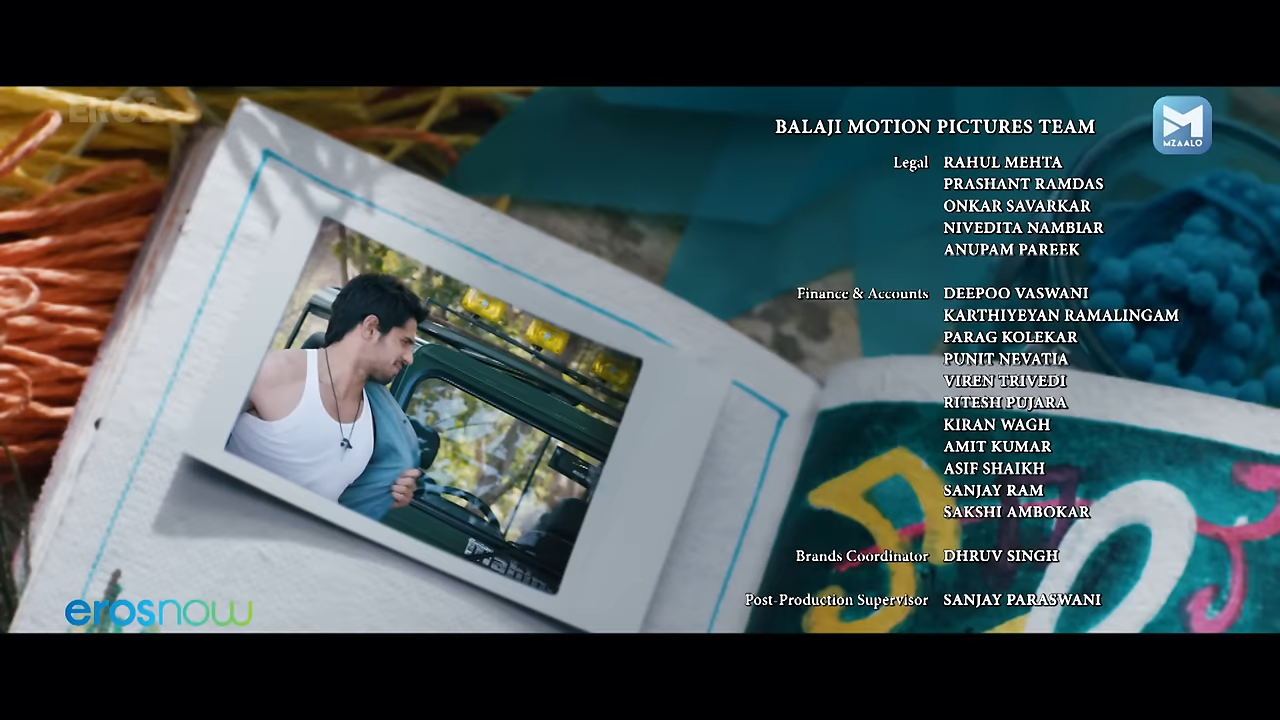 EROS
BALAJI MOTION PICTURES TEAM
MZAALO
Legal RAHUL MEHTA
PRASHANT RAMDAS
ONKAR SAVARKAR
NIVEDITA NAMBIAR
ANUPAM PAREEK
Finance & Accounts DEEPOO VASWANI
KARTHIYEYAN RAMALINGAM
PARAG KOLEKAR
PUNIT NEVATIA
VIREN TRIVEDI
RITESH PUJARA
KIRAN WAGH
AMIT KUMAR
ASIF SHAIKH
SANJAY RAM
SAKSHI AMBOKAR
Brands Coordinator DHRUV SINGH
Post-Production Supervisor SANJAY PARASWANI
erosnow